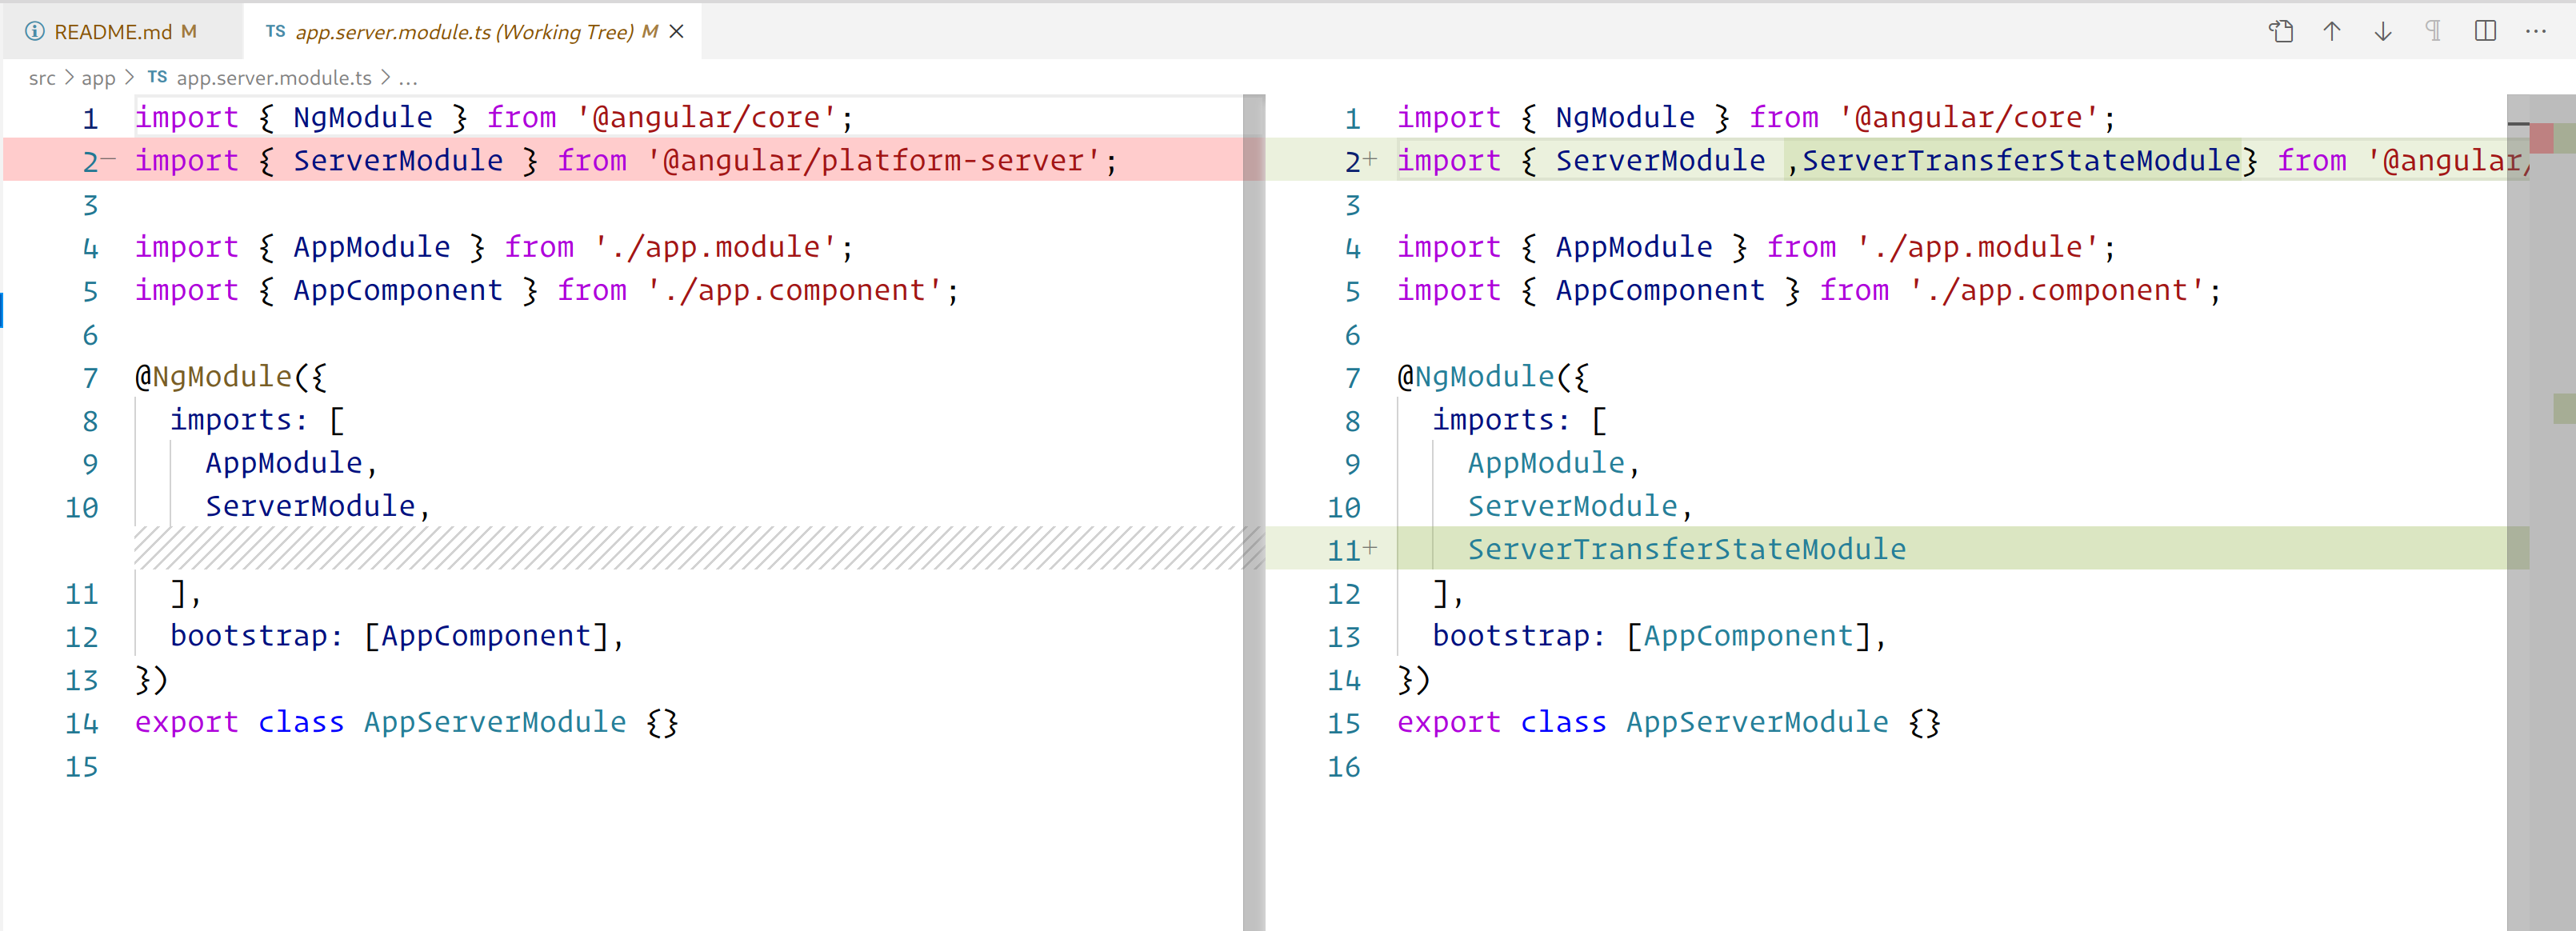 README.md M
TS app.server.module.ts (Working Tree) M
src > app > TS app.server.module.ts > ...
1 import { NgModule } from '@angular/core';
2− import { ServerModule } from '@angular/platform-server';
3
4 import { AppModule } from './app.module';
5 import { AppComponent } from './app.component';
6
7 @NgModule({
8 imports: [
9 AppModule,
10 ServerModule,
11 ],
12 bootstrap: [AppComponent],
13 })
14 export class AppServerModule {}
15
1 import { NgModule } from '@angular/core';
2+ import { ServerModule ,ServerTransferStateModule} from '@angular/
3
4 import { AppModule } from './app.module';
5 import { AppComponent } from './app.component';
6
7 @NgModule({
8 imports: [
9 AppModule,
10 ServerModule,
11+ ServerTransferStateModule
12 ],
13 bootstrap: [AppComponent],
14 })
15 export class AppServerModule {}
16